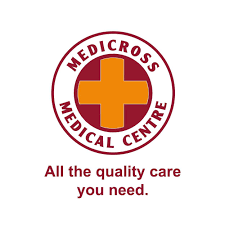 MEDICROSS
MEDICAL CENTRE
All the quality care
you need.